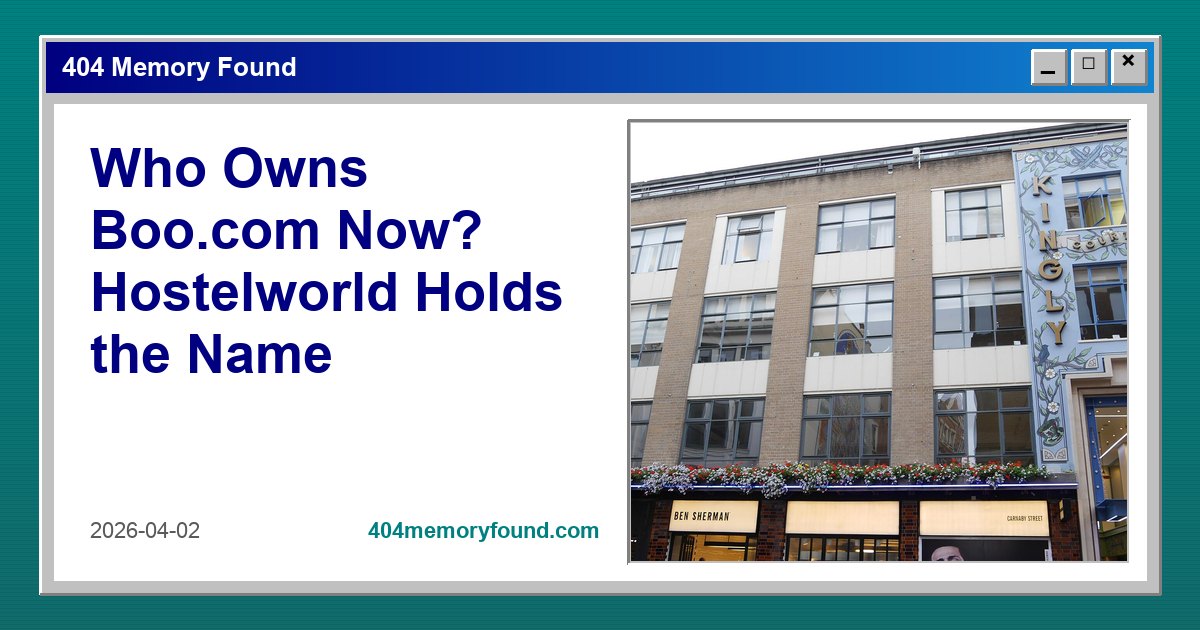 404 Memory Found
Who Owns
Boo.com Now?
Hostelworld Holds
the Name
2026-04-02
404memoryfound.com
KINGLY
COURT
BEN SHERMAN
CARNABY STREET